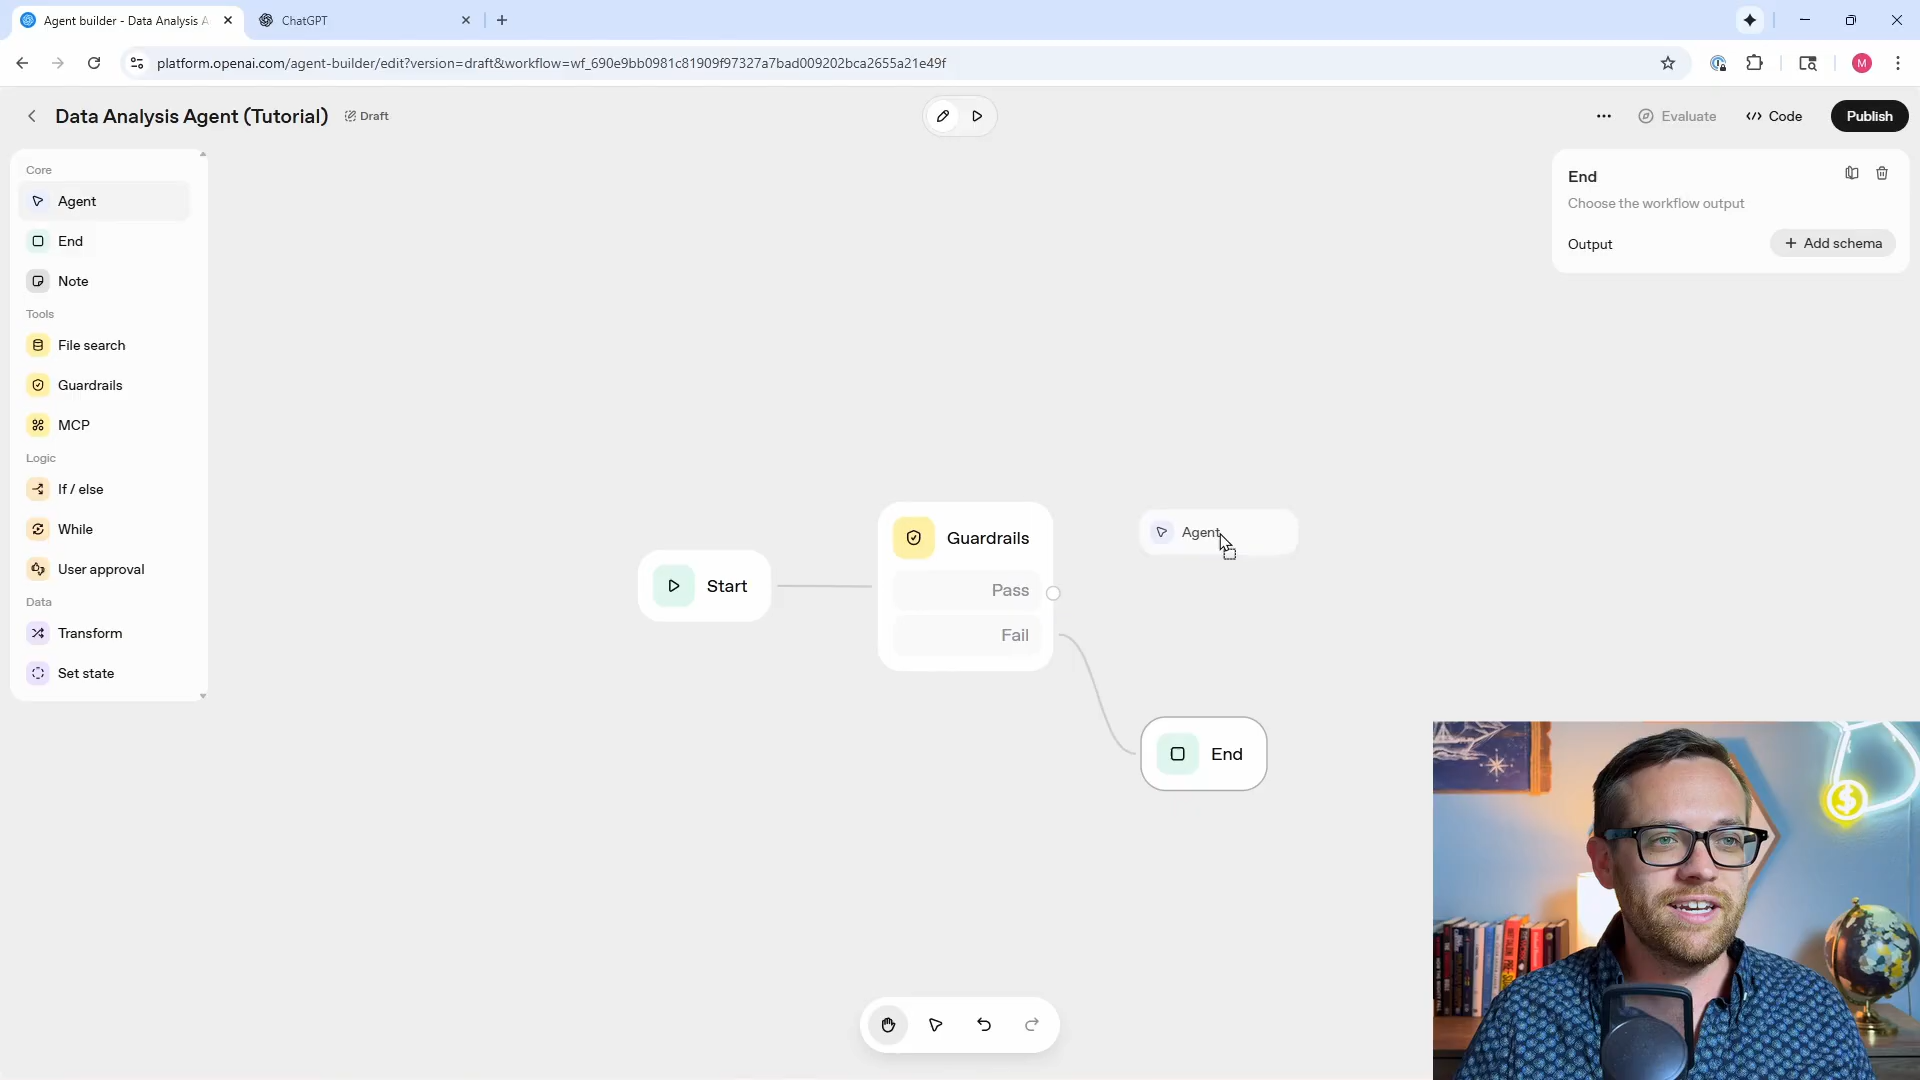 Agent builder - Data Analysis A
ChatGPT
platform.openai.com/agent-builder/edit?version=draft&workflow=wf_690e9bb0981c81909f97327a7bad009202bca2655a21e49f
M
Data Analysis Agent (Tutorial)
Draft
Evaluate
Code
Publish
Core
Agent
End
Note
Tools
File search
Guardrails
MCP
Logic
If / else
While
User approval
Data
Transform
Set state
End
Choose the workflow output
Output
+ Add schema
Start
Guardrails
Pass
Fail
Agent
End
$